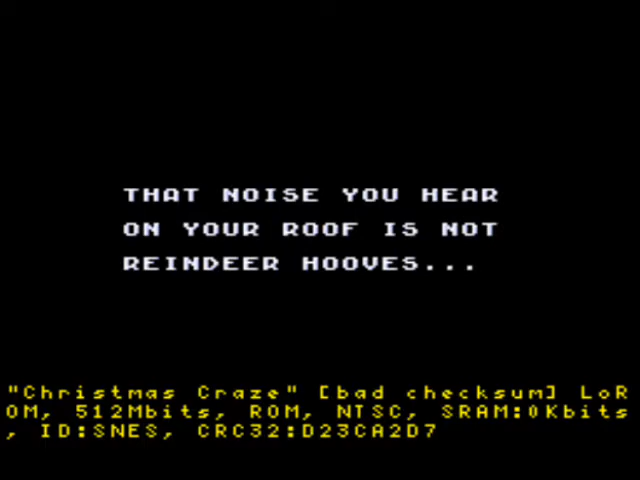 THAT NOISE YOU HEAR
ON YOUR ROOF IS NOT
REINDEER HOOVES...
"Christmas Craze" [bad checksum] LoR
OM, 512Mbits, ROM, NTSC, SRAM:0Kbits
, ID:SNES, CRC32:D23CA2D7